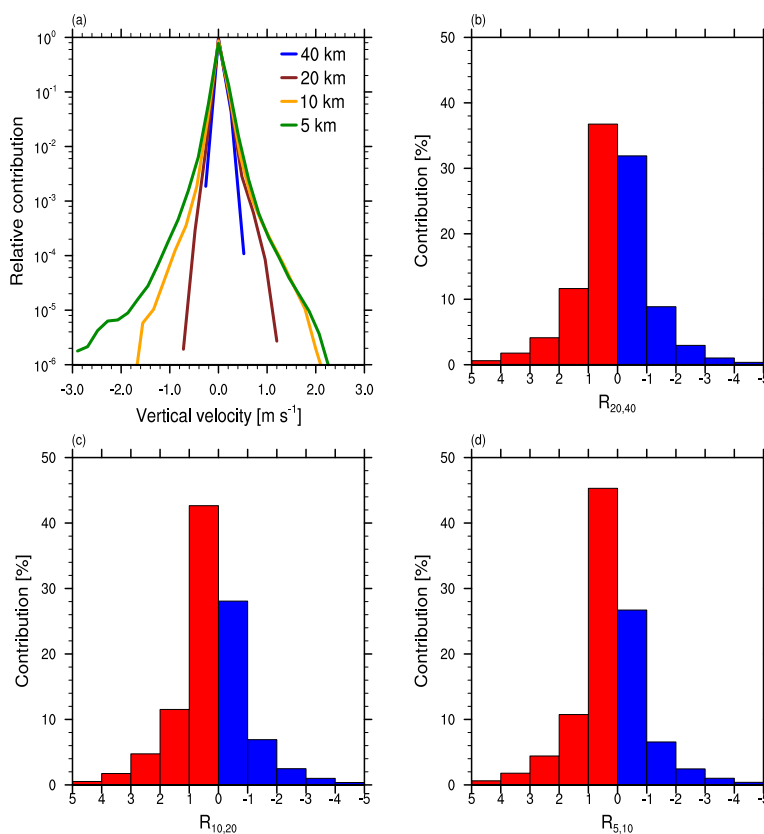 (a)
Relative contribution
10^0
10^-1
10^-2
10^-3
10^-4
10^-5
10^-6
40 km
20 km
10 km
5 km
-3.0 -2.0 -1.0 0.0 1.0 2.0 3.0
Vertical velocity [m s^-1]
(b)
Contribution [%]
50
40
30
20
10
0
5 4 3 2 1 0 -1 -2 -3 -4 -5
R_20,40
(c)
Contribution [%]
50
40
30
20
10
0
5 4 3 2 1 0 -1 -2 -3 -4 -5
R_10,20
(d)
Contribution [%]
50
40
30
20
10
0
5 4 3 2 1 0 -1 -2 -3 -4 -5
R_5,10